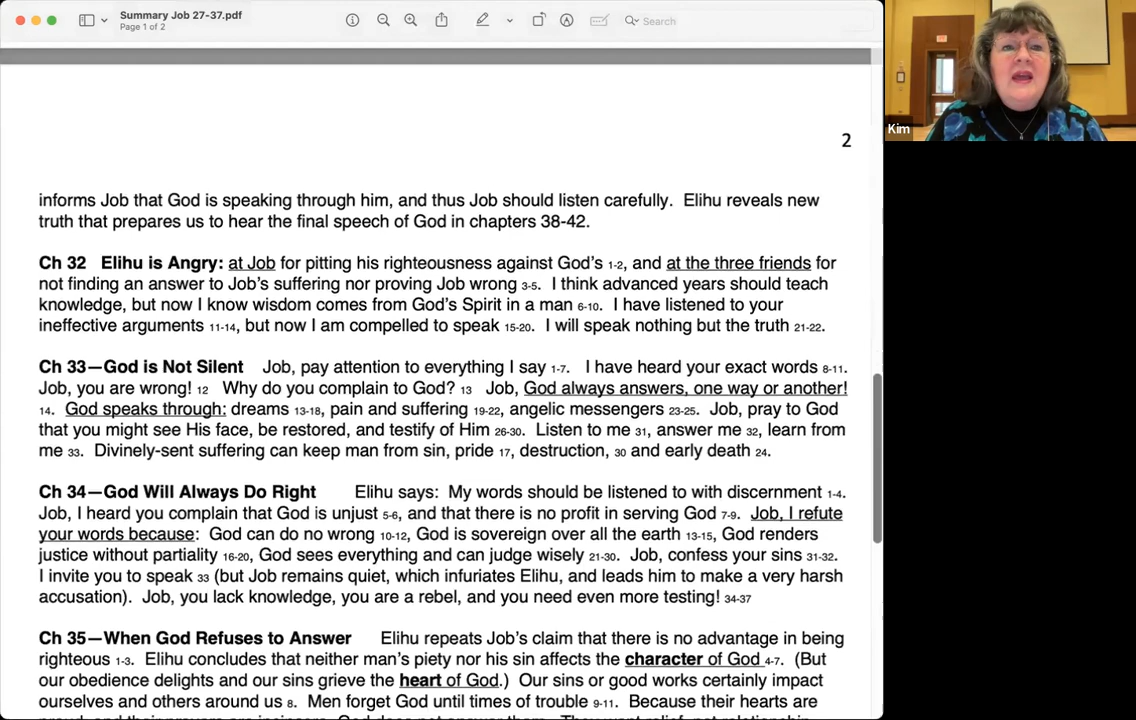 Summary Job 27-37.pdf
Page 1 of 2
Search
Kim
2
informs Job that God is speaking through him, and thus Job should listen carefully. Elihu reveals new
truth that prepares us to hear the final speech of God in chapters 38-42.
Ch 32 Elihu is Angry: at Job for pitting his righteousness against God's 1-2, and at the three friends for
not finding an answer to Job's suffering nor proving Job wrong 3-5. I think advanced years should teach
knowledge, but now I know wisdom comes from God's Spirit in a man 6-10. I have listened to your
ineffective arguments 11-14, but now I am compelled to speak 15-20. I will speak nothing but the truth 21-22.
Ch 33—God is Not Silent Job, pay attention to everything I say 1-7. I have heard your exact words 8-11.
Job, you are wrong! 12 Why do you complain to God? 13 Job, God always answers, one way or another!
14. God speaks through: dreams 13-18, pain and suffering 19-22, angelic messengers 23-25. Job, pray to God
that you might see His face, be restored, and testify of Him 26-30. Listen to me 31, answer me 32, learn from
me 33. Divinely-sent suffering can keep man from sin, pride 17, destruction, 30 and early death 24.
Ch 34—God Will Always Do Right Elihu says: My words should be listened to with discernment 1-4.
Job, I heard you complain that God is unjust 5-6, and that there is no profit in serving God 7-9. Job, I refute
your words because: God can do no wrong 10-12, God is sovereign over all the earth 13-15, God renders
justice without partiality 16-20, God sees everything and can judge wisely 21-30. Job, confess your sins 31-32.
I invite you to speak 33 (but Job remains quiet, which infuriates Elihu, and leads him to make a very harsh
accusation). Job, you lack knowledge, you are a rebel, and you need even more testing! 34-37
Ch 35—When God Refuses to Answer Elihu repeats Job's claim that there is no advantage in being
righteous 1-3. Elihu concludes that neither man's piety nor his sin affects the character of God 4-7. (But
our obedience delights and our sins grieve the heart of God.) Our sins or good works certainly impact
ourselves and others around us 8. Men forget God until times of trouble 9-11. Because their hearts are